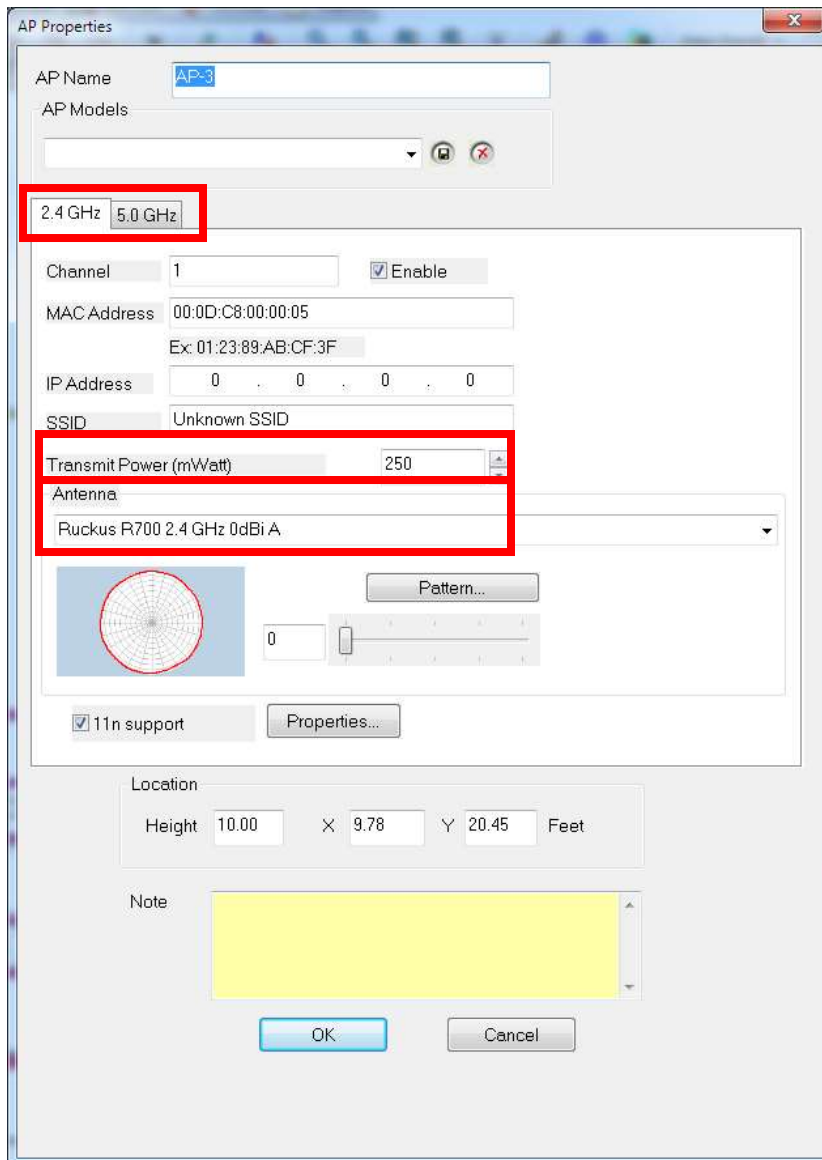 AP Properties
AP Name AP-3
AP Models
2.4 GHz 5.0 GHz
Channel 1 Enable
MAC Address 00:0D:C8:00:00:05
Ex: 01:23:89:AB:CF:3F
IP Address 0 . 0 . 0 . 0
SSID Unknown SSID
Transmit Power (mWatt) 250
Antenna
Ruckus R700 2.4 GHz 0dBi A
Pattern...
0
11n support Properties...
Location
Height 10.00 X 9.78 Y 20.45 Feet
Note
OK Cancel